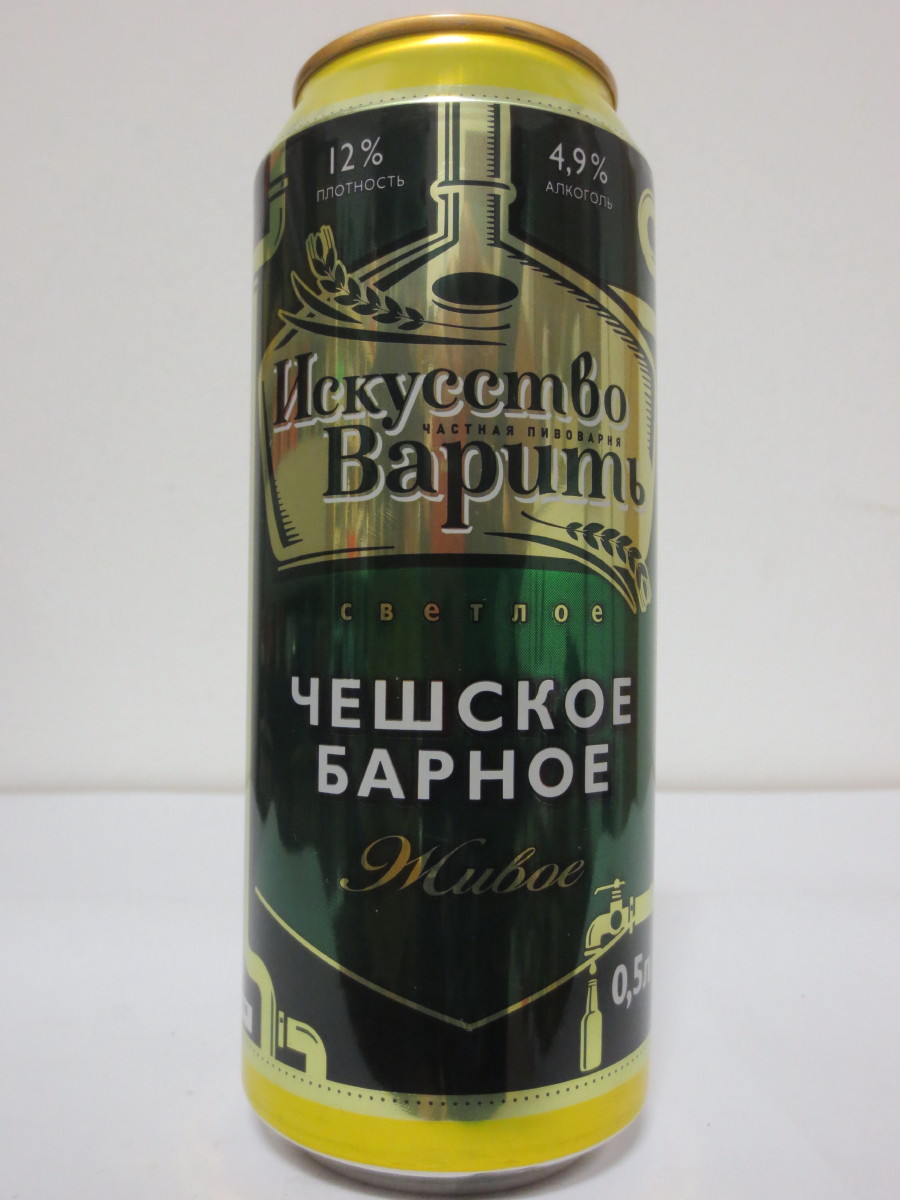 12%
ПЛОТНОСТЬ
4,9%
АЛКОГОЛЬ
Искусство
ЧАСТНАЯ ПИВОВАРНЯ
Варить
светлое
ЧЕШСКОЕ
БАРНОЕ
Живое
0,5л